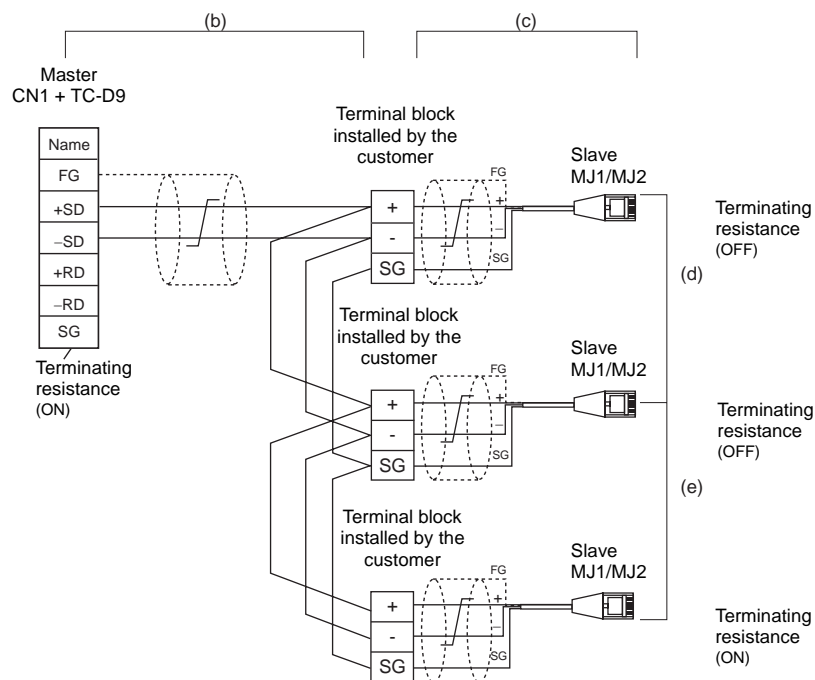 (b)
(c)
Master
CN1 + TC-D9
Name
FG
+SD
–SD
+RD
–RD
SG
Terminating
resistance
(ON)
Terminal block
installed by the
customer
+
-
SG
FG
+
–
SG
Slave
MJ1/MJ2
Terminating
resistance
(OFF)
(d)
Terminal block
installed by the
customer
+
-
SG
FG
+
–
SG
Slave
MJ1/MJ2
Terminating
resistance
(OFF)
(e)
Terminal block
installed by the
customer
+
-
SG
FG
+
–
SG
Slave
MJ1/MJ2
Terminating
resistance
(ON)